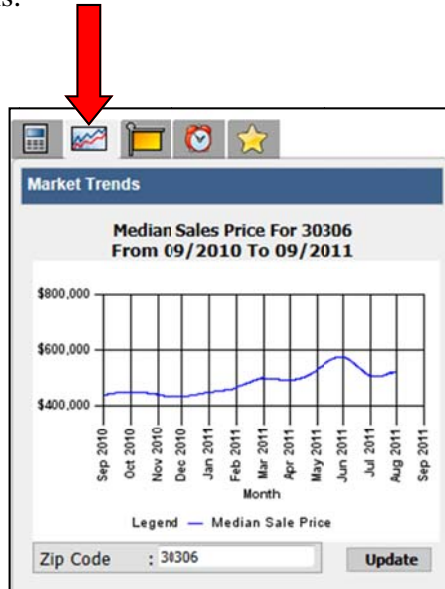 Market Trends
Median Sales Price For 30306
From 09/2010 To 09/2011
$800,000
$600,000
$400,000
Sep 2010
Oct 2010
Nov 2010
Dec 2010
Jan 2011
Feb 2011
Mar 2011
Apr 2011
May 2011
Jun 2011
Jul 2011
Aug 2011
Sep 2011
Month
Legend — Median Sale Price
Zip Code : 30306 Update